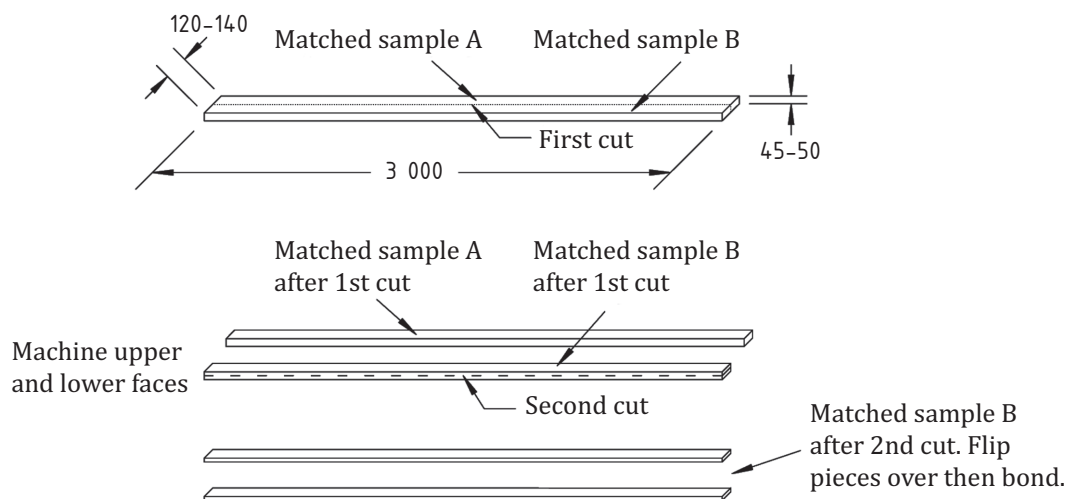 120–140
Matched sample A
Matched sample B
First cut
45–50
3 000
Matched sample A
after 1st cut
Matched sample B
after 1st cut
Machine upper
and lower faces
Second cut
Matched sample B
after 2nd cut. Flip
pieces over then bond.